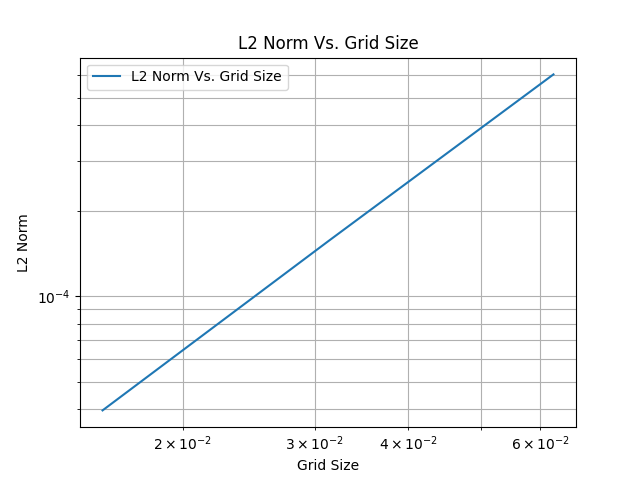 L2 Norm Vs. Grid Size
L2 Norm Vs. Grid Size
L2 Norm
10⁻⁴
2 × 10⁻² 3 × 10⁻² 4 × 10⁻² 6 × 10⁻²
Grid Size